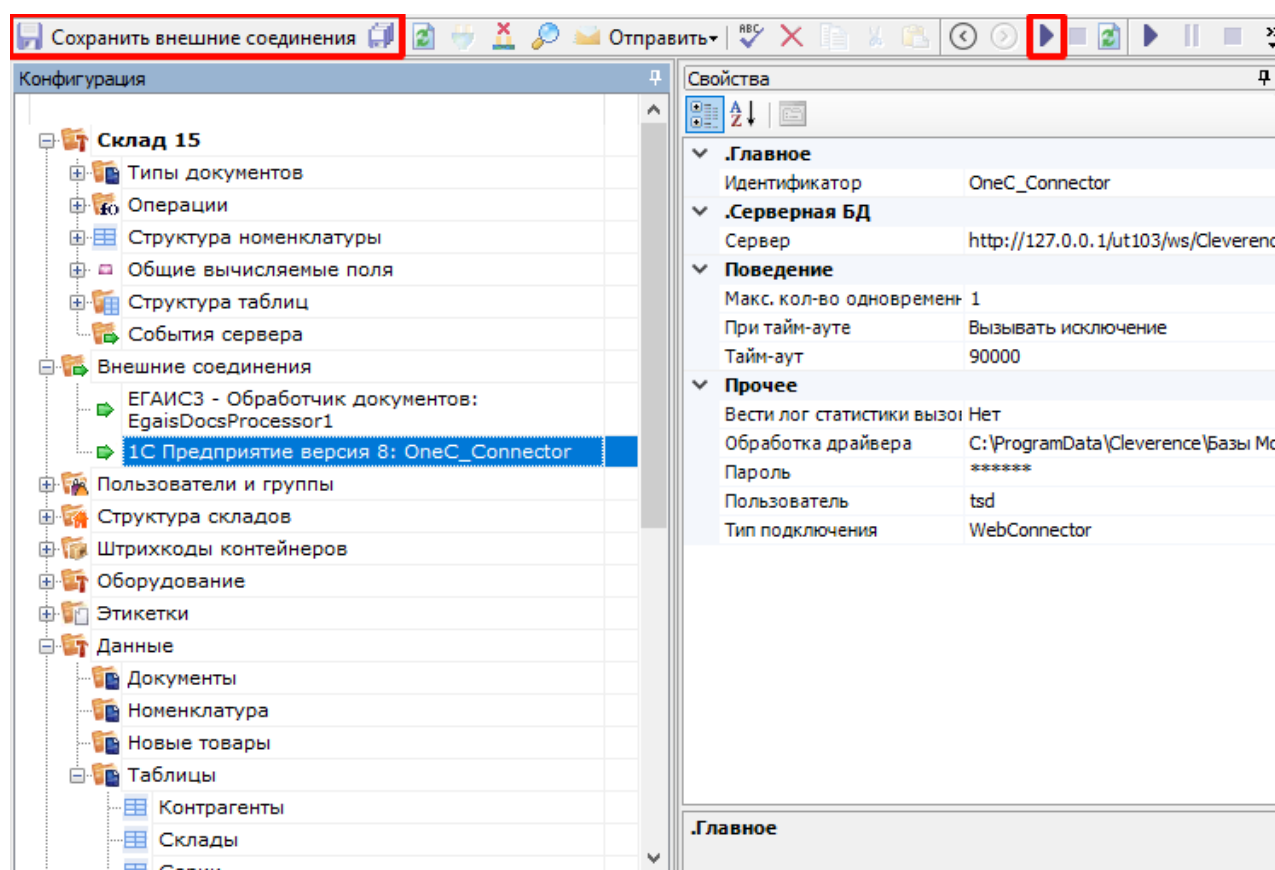 Сохранить внешние соединения
Отправить
ABC
Конфигурация
Склад 15
Типы документов
Операции
Структура номенклатуры
Общие вычисляемые поля
Структура таблиц
События сервера
Внешние соединения
ЕГАИС3 - Обработчик документов:
EgaisDocsProcessor1
1С Предприятие версия 8: OneC_Connector
Пользователи и группы
Структура складов
Штрихкоды контейнеров
Оборудование
Этикетки
Данные
Документы
Номенклатура
Новые товары
Таблицы
Контрагенты
Склады
Свойства
A
Z
.Главное
Идентификатор OneC_Connector
.Серверная БД
Сервер http://127.0.0.1/ut103/ws/Cleverenc
Поведение
Макс. кол-во одновременн 1
При тайм-ауте Вызывать исключение
Тайм-аут 90000
Прочее
Вести лог статистики вызов Нет
Обработка драйвера C:\ProgramData\Cleverence\Базы Мо
Пароль ******
Пользователь tsd
Тип подключения WebConnector
.Главное